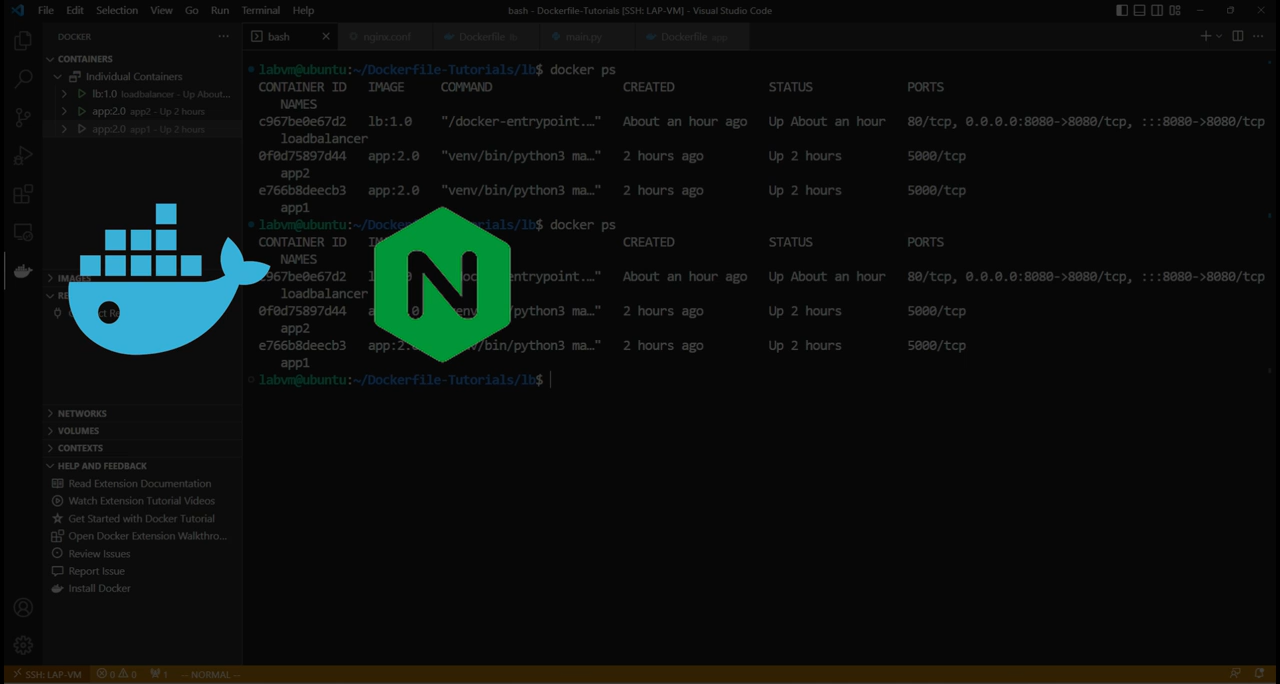 File Edit Selection View Go Run Terminal Help
bash - Dockerfile-Tutorials [SSH: LAP-VM] - Visual Studio Code
DOCKER
CONTAINERS
Individual Containers
lb:1.0 loadbalancer - Up About...
app:2.0 app2 - Up 2 hours
app:2.0 app1 - Up 2 hours
IMAGES
RE
ct Re
NETWORKS
VOLUMES
CONTEXTS
HELP AND FEEDBACK
Read Extension Documentation
Watch Extension Tutorial Videos
Get Started with Docker Tutorial
Open Docker Extension Walkthro...
Review Issues
Report Issue
Install Docker
bash nginx.conf Dockerfile lb main.py Dockerfile app
labvm@ubuntu:~/Dockerfile-Tutorials/lb$ docker ps
CONTAINER ID IMAGE COMMAND CREATED STATUS PORTS
NAMES
c967be0e67d2 lb:1.0 "/docker-entrypoint.…" About an hour ago Up About an hour 80/tcp, 0.0.0.0:8080->8080/tcp, :::8080->8080/tcp
loadbalancer
0f0d75897d44 app:2.0 "venv/bin/python3 ma…" 2 hours ago Up 2 hours 5000/tcp
app2
e766b8deecb3 app:2.0 "venv/bin/python3 ma…" 2 hours ago Up 2 hours 5000/tcp
app1
labvm@ubuntu:~/Dockerfile-Tutorials/lb$ docker ps
CONTAINER ID CREATED STATUS PORTS
NAMES
c967be0e67d2 entrypoint.…" About an hour ago Up About an hour 80/tcp, 0.0.0.0:8080->8080/tcp, :::8080->8080/tcp
loadbalancer
0f0d75897d44 /bin/python3 ma…" 2 hours ago Up 2 hours 5000/tcp
app2
e766b8deecb3 app:2. /bin/python3 ma…" 2 hours ago Up 2 hours 5000/tcp
app1
labvm@ubuntu:~/Dockerfile-Tutorials/lb$
N
SSH: LAP-VM 0 0 1 -- NORMAL --